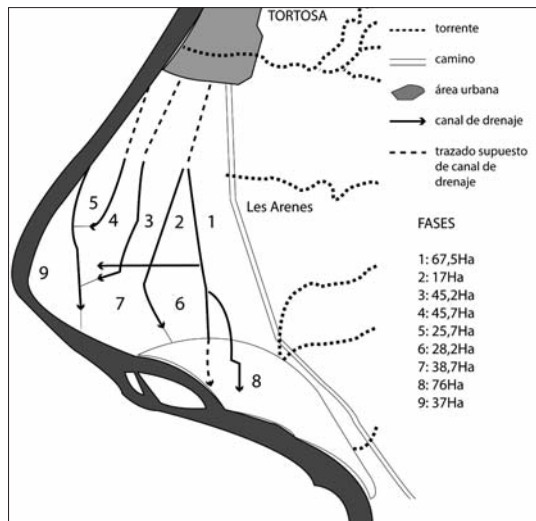 TORTOSA
torrente
camino
área urbana
canal de drenaje
trazado supuesto
de canal de
drenaje
5
4
3
2
1
Les Arenes
9
7
6
8
FASES
1: 67,5Ha
2: 17Ha
3: 45,2Ha
4: 45,7Ha
5: 25,7Ha
6: 28,2Ha
7: 38,7Ha
8: 76Ha
9: 37Ha